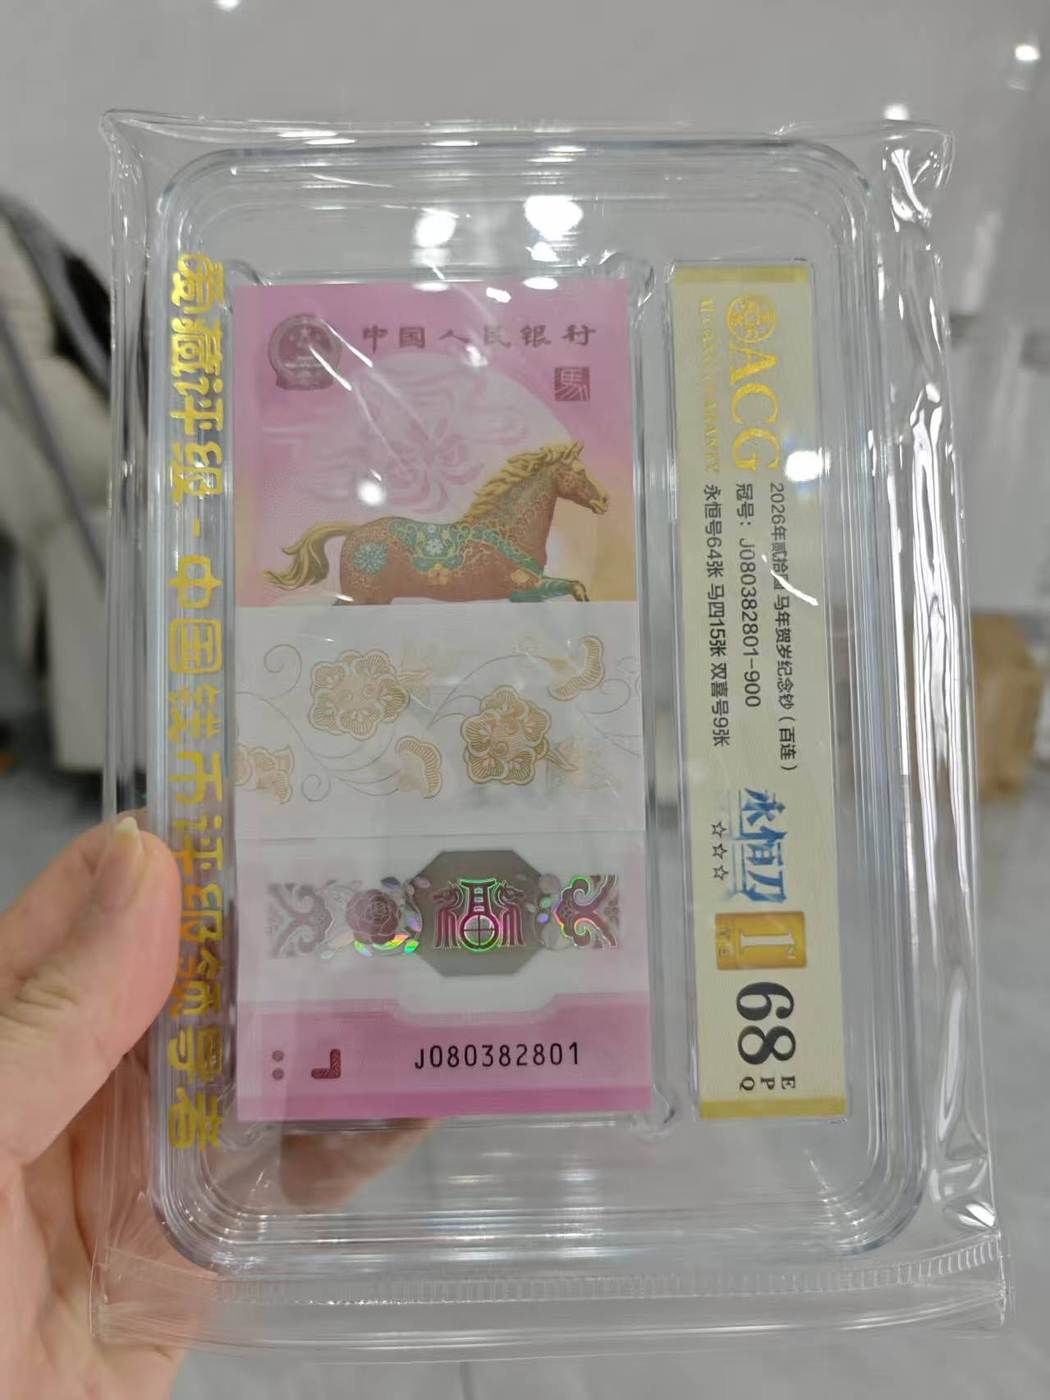 爱藏评级-中国钱币评级领导者
中国人民银行
馬
J080382801
ACG
2026年贰拾圆 马年贺岁纪念钞（百连）
冠号：J080382801-900
永恒号64张 马四15张 双喜号9张
永恒刀
☆☆☆
1st
68
EPQ